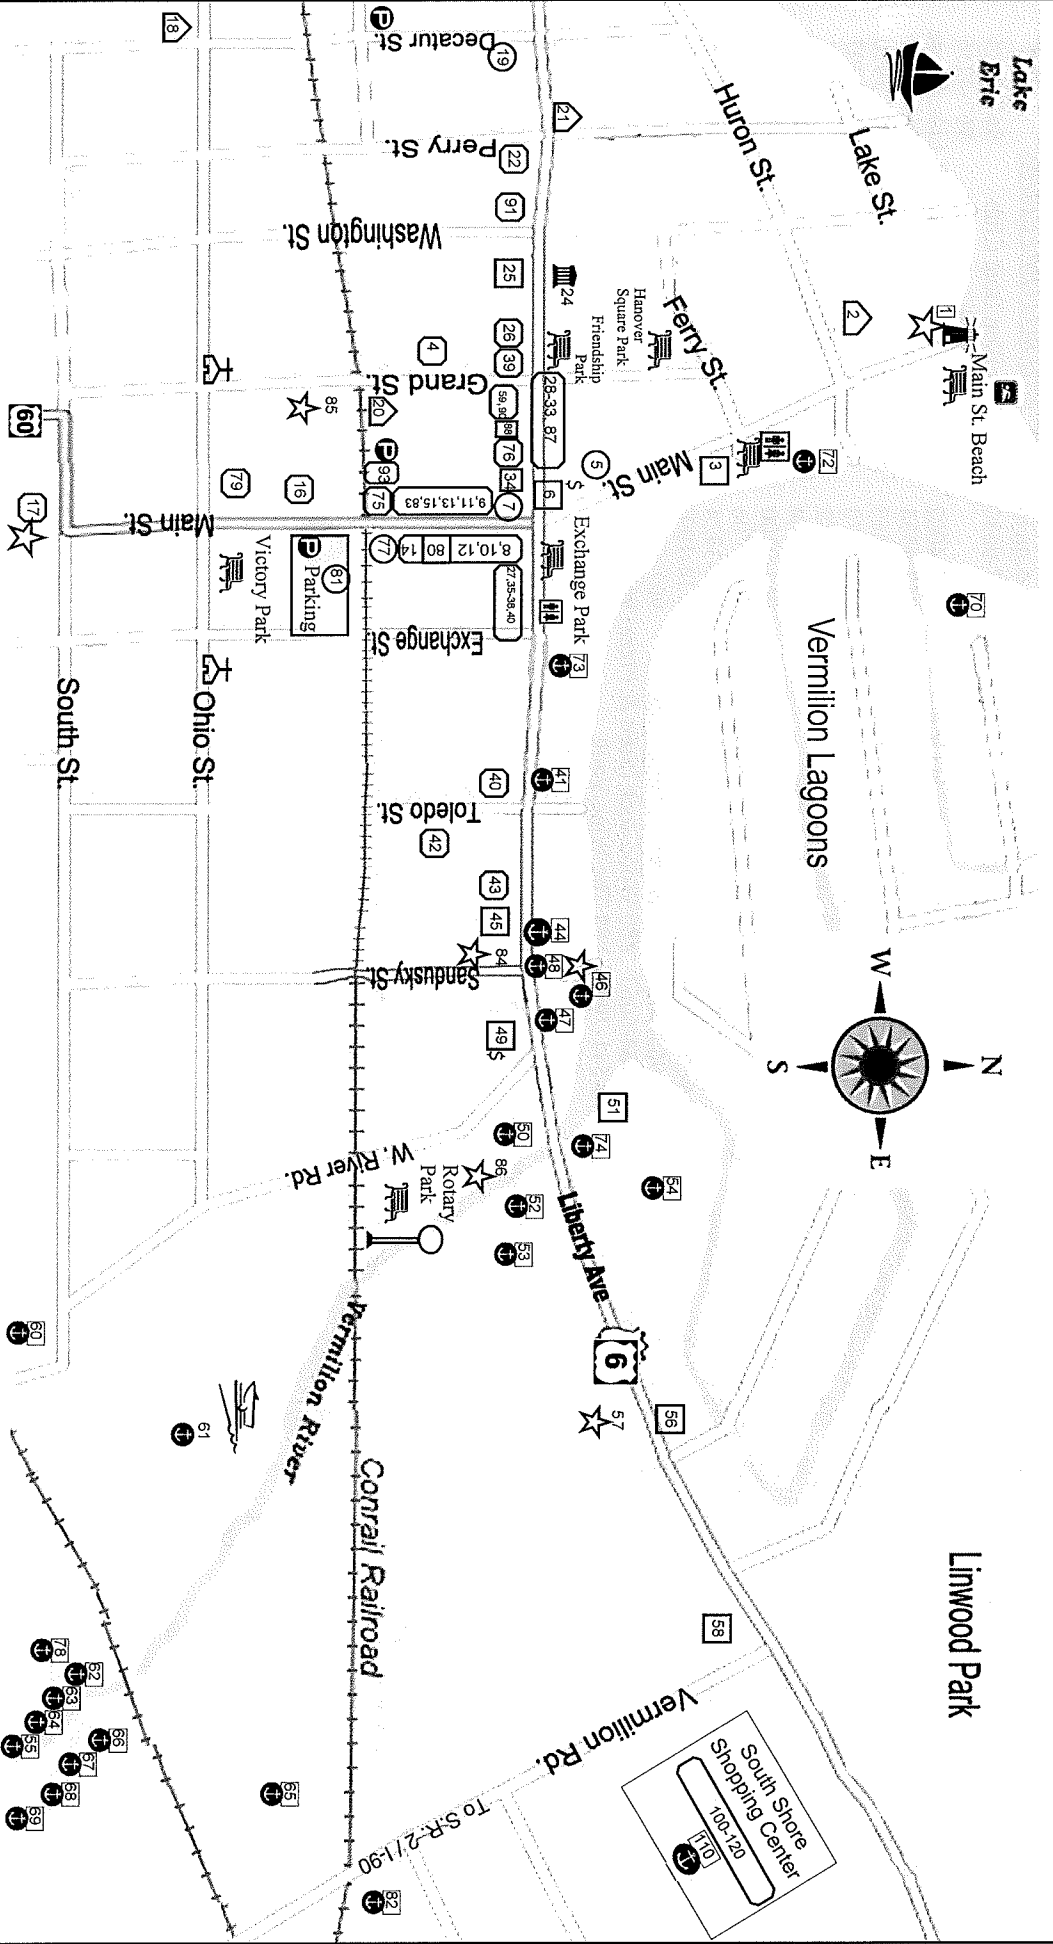 Lake
Erie
Lake St.
Huron St.
Decatur St.
Perry St.
Washington St.
Grand St.
Ferry St.
Main St.
Main St. Beach
Hanover
Square Park
Friendship
Park
Exchange Park
Exchange St
Victory Park
Parking
P
P
P
Main St.
Ohio St.
South St.
Toledo St.
Sandusky St
W. River Rd.
Rotary
Park
Vermilion Lagoons
W
N
S
E
Liberty Ave
6
60
Vermilion River
Conrail Railroad
Linwood Park
Vermilion Rd.
To S.R. 2 / I-90
South Shore
Shopping Center
100-120
110
18
19
21
22
91
25
24
26
39
4
59,90
88
76
34
7
28-33, 87
5
6
$
3
72
2
1
70
20
85
93
75
9,11,13,15,83
16
79
17
77
14
80
8,10,12
27,35-38,40
81
73
41
40
42
43
45
44
48
84
46
47
49
$
51
74
54
50
86
52
53
57
56
58
60
61
78
62
63
64
55
66
67
68
69
65
82